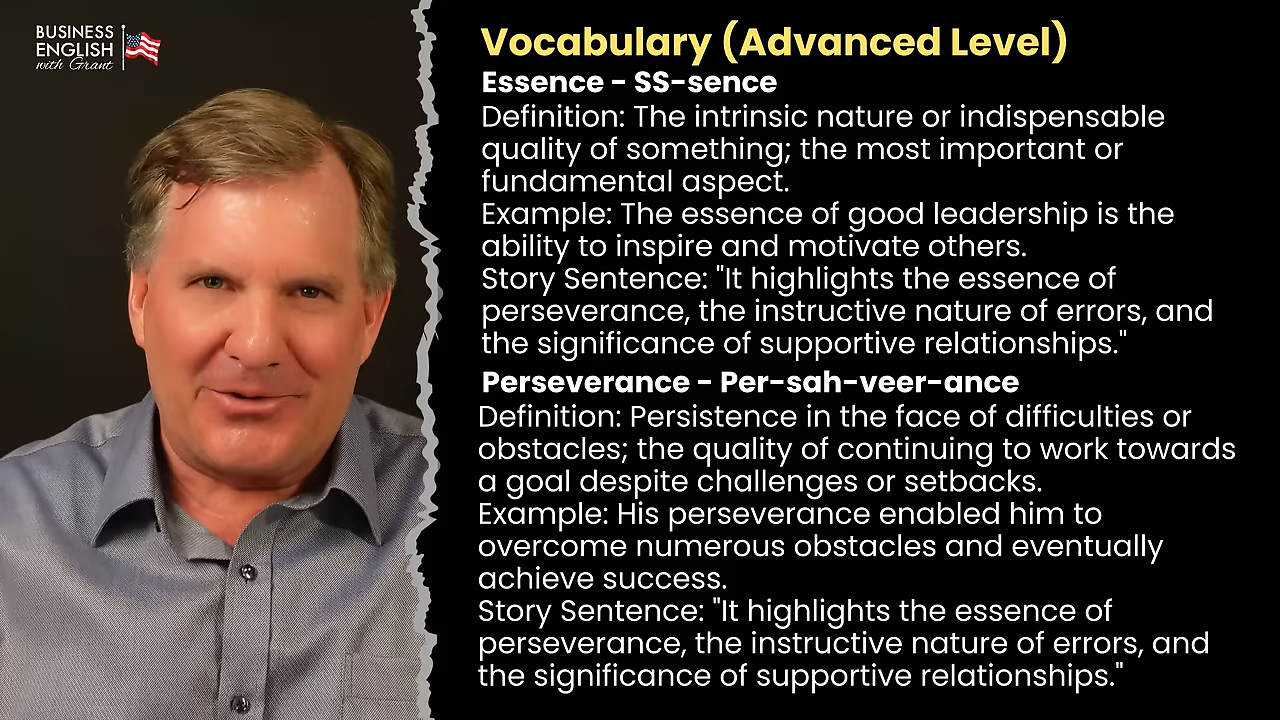 BUSINESS
ENGLISH
with Grant
Vocabulary (Advanced Level)
Essence - SS-sence
Definition: The intrinsic nature or indispensable
quality of something; the most important or
fundamental aspect.
Example: The essence of good leadership is the
ability to inspire and motivate others.
Story Sentence: "It highlights the essence of
perseverance, the instructive nature of errors, and
the significance of supportive relationships."
Perseverance - Per-sah-veer-ance
Definition: Persistence in the face of difficulties or
obstacles; the quality of continuing to work towards
a goal despite challenges or setbacks.
Example: His perseverance enabled him to
overcome numerous obstacles and eventually
achieve success.
Story Sentence: "It highlights the essence of
perseverance, the instructive nature of errors, and
the significance of supportive relationships."